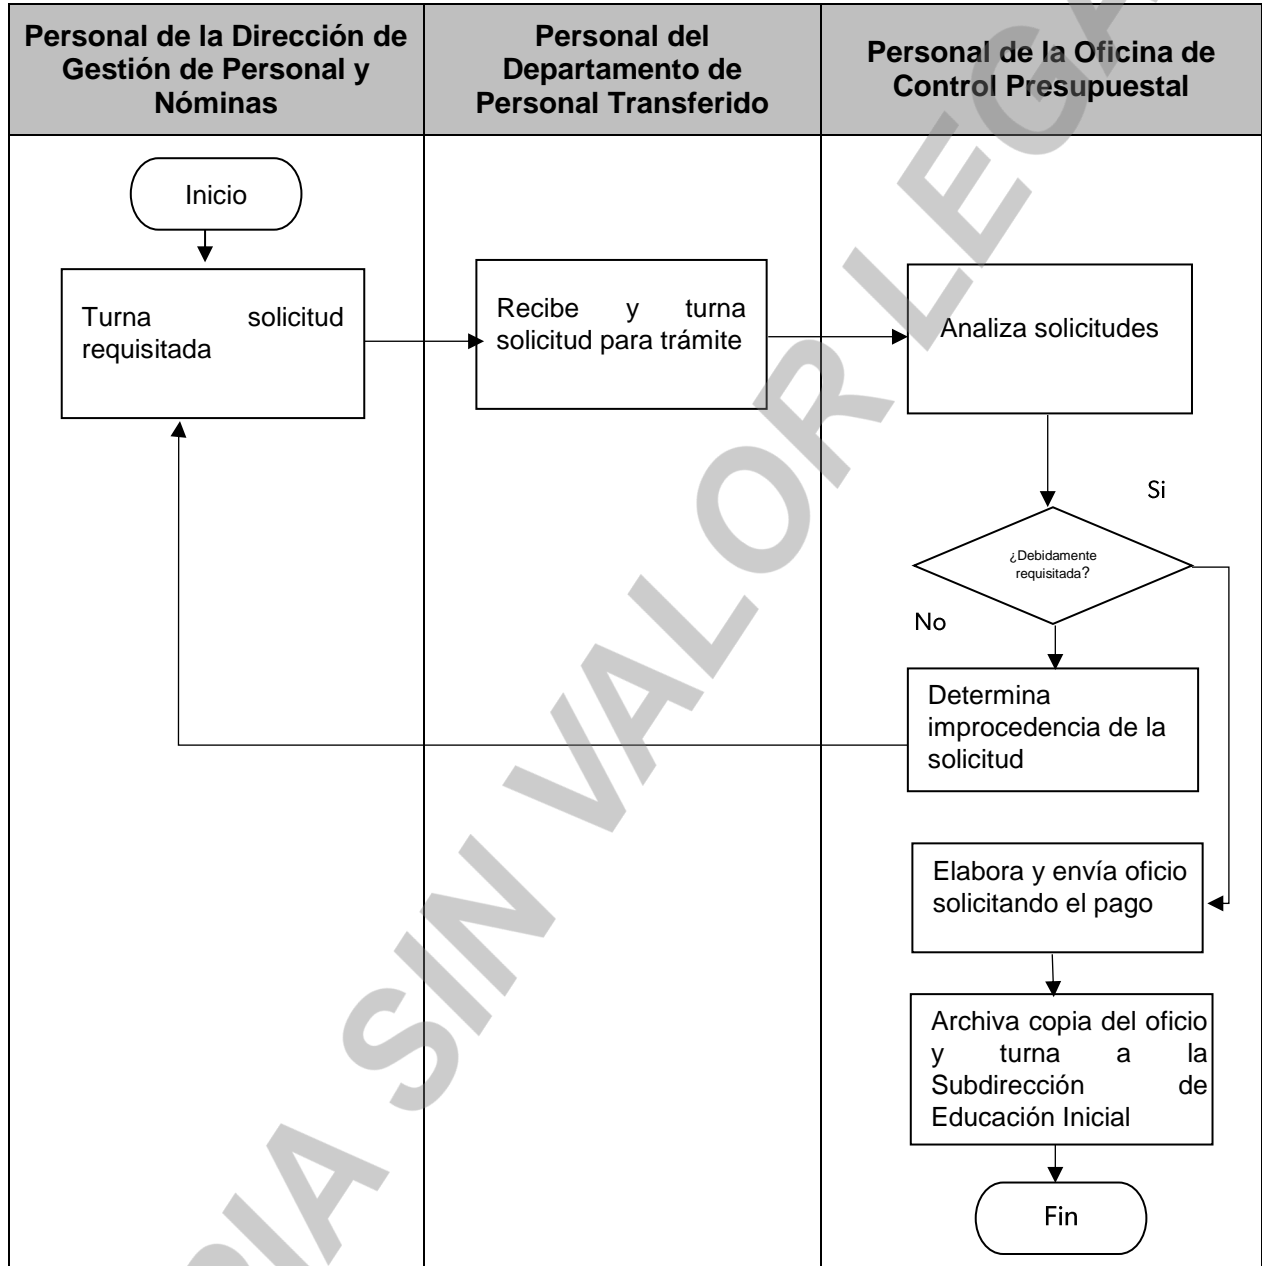 Personal de la Dirección de
Gestión de Personal y
Nóminas
Personal del
Departamento de
Personal Transferido
Personal de la Oficina de
Control Presupuestal
Inicio
Turna solicitud
requisitada
Recibe y turna
solicitud para trámite
Analiza solicitudes
Si
¿Debidamente
requisitada?
No
Determina
improcedencia de la
solicitud
Elabora y envía oficio
solicitando el pago
Archiva copia del oficio
y turna a la
Subdirección de
Educación Inicial
Fin
PIA SIN VALOR LEGA